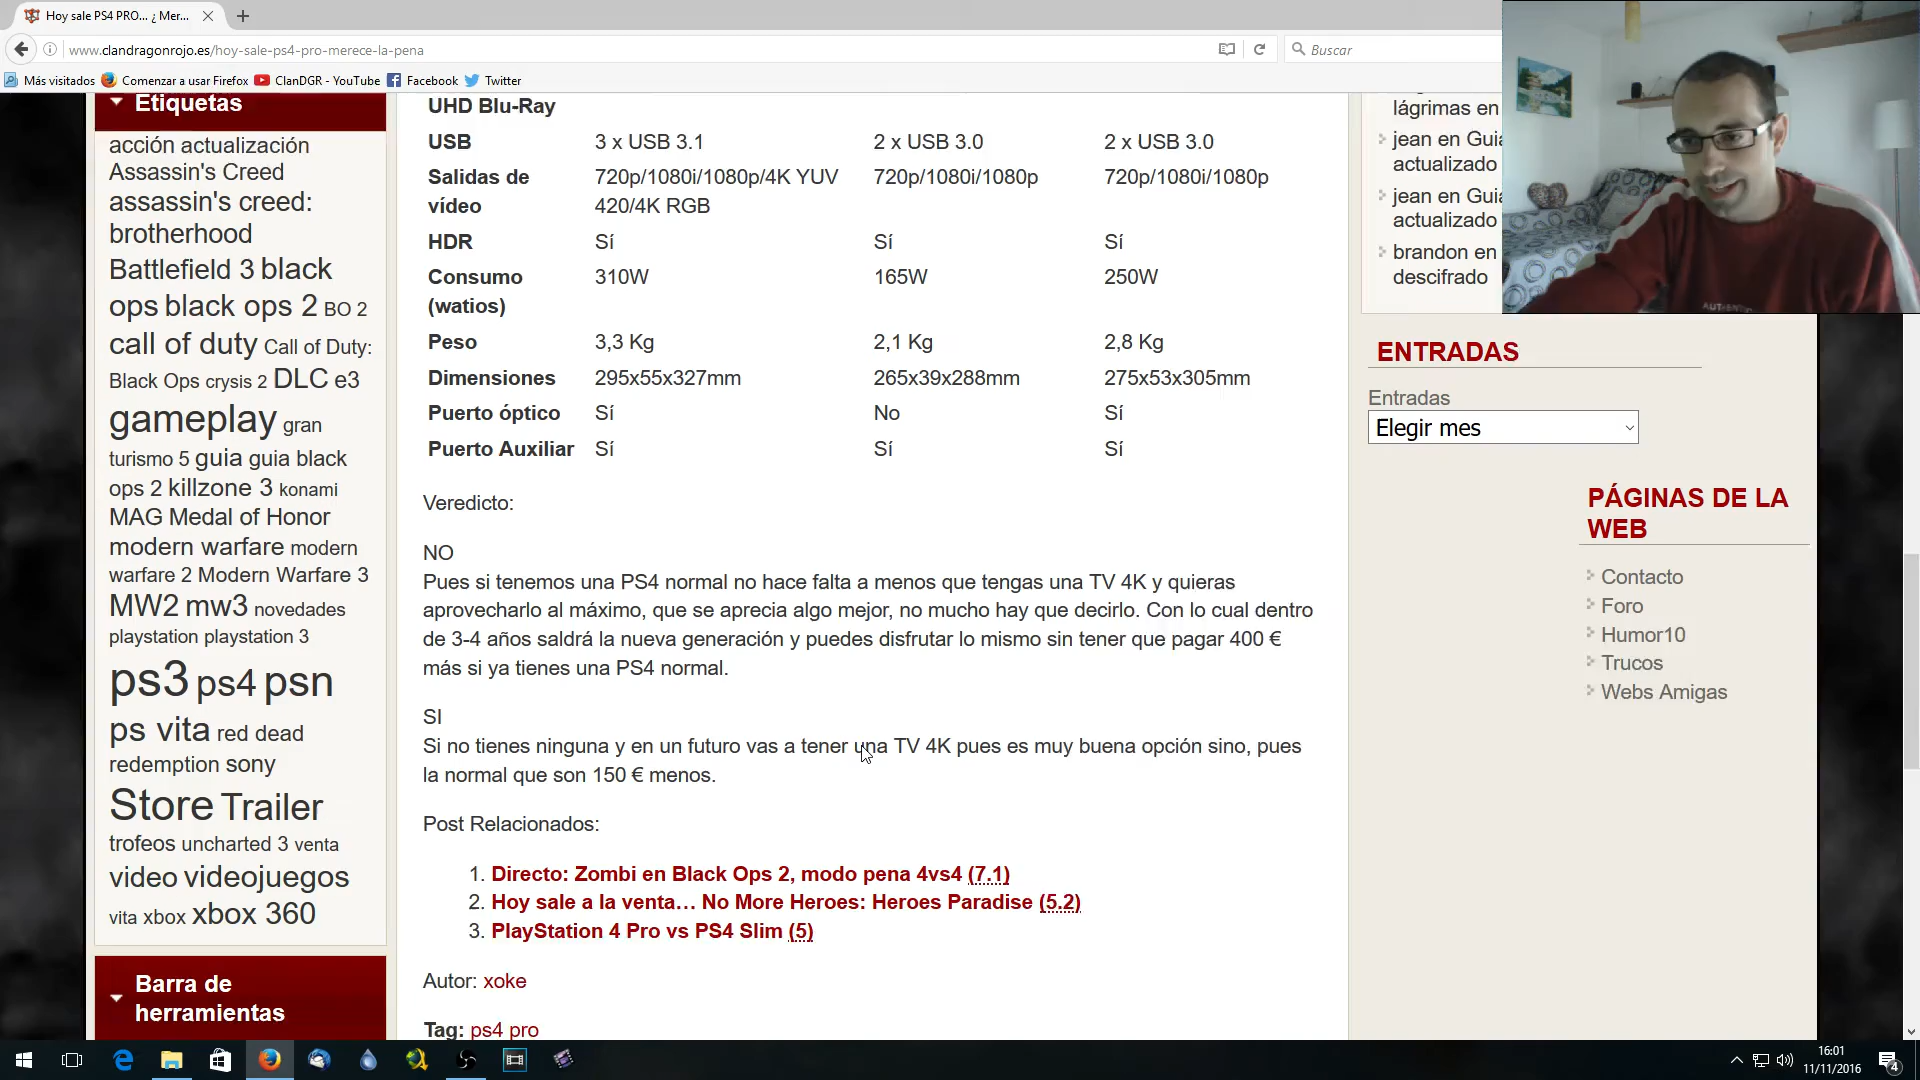 Hoy sale PS4 PRO... ¿ Mer...
www.clandragonrojo.es/hoy-sale-ps4-pro-merece-la-pena
Buscar
Más visitados
Comenzar a usar Firefox
ClanDGR - YouTube
Facebook
Twitter
Etiquetas
acción actualización
Assassin's Creed
assassin's creed:
brotherhood
Battlefield 3 black
ops black ops 2 BO 2
call of duty Call of Duty:
Black Ops crysis 2 DLC e3
gameplay gran
turismo 5 guia guia black
ops 2 killzone 3 konami
MAG Medal of Honor
modern warfare modern
warfare 2 Modern Warfare 3
MW2 mw3 novedades
playstation playstation 3
ps3 ps4 psn
ps vita red dead
redemption sony
Store Trailer
trofeos uncharted 3 venta
video videojuegos
vita xbox xbox 360
Barra de
herramientas
UHD Blu-Ray
USB 3 x USB 3.1 2 x USB 3.0 2 x USB 3.0
Salidas de 720p/1080i/1080p/4K YUV 720p/1080i/1080p 720p/1080i/1080p
vídeo 420/4K RGB
HDR Sí Sí Sí
Consumo 310W 165W 250W
(watios)
Peso 3,3 Kg 2,1 Kg 2,8 Kg
Dimensiones 295x55x327mm 265x39x288mm 275x53x305mm
Puerto óptico Sí No Sí
Puerto Auxiliar Sí Sí Sí
Veredicto:
NO
Pues si tenemos una PS4 normal no hace falta a menos que tengas una TV 4K y quieras
aprovecharlo al máximo, que se aprecia algo mejor, no mucho hay que decirlo. Con lo cual dentro
de 3-4 años saldrá la nueva generación y puedes disfrutar lo mismo sin tener que pagar 400 €
más si ya tienes una PS4 normal.
SI
Si no tienes ninguna y en un futuro vas a tener una TV 4K pues es muy buena opción sino, pues
la normal que son 150 € menos.
Post Relacionados:
1. Directo: Zombi en Black Ops 2, modo pena 4vs4 (7.1)
2. Hoy sale a la venta… No More Heroes: Heroes Paradise (5.2)
3. PlayStation 4 Pro vs PS4 Slim (5)
Autor: xoke
Tag: ps4 pro
lágrimas en
jean en Guia
actualizado
jean en Guia
actualizado
brandon en
descifrado
ENTRADAS
Entradas
Elegir mes
PÁGINAS DE LA
WEB
Contacto
Foro
Humor10
Trucos
Webs Amigas
16:01
11/11/2016
4